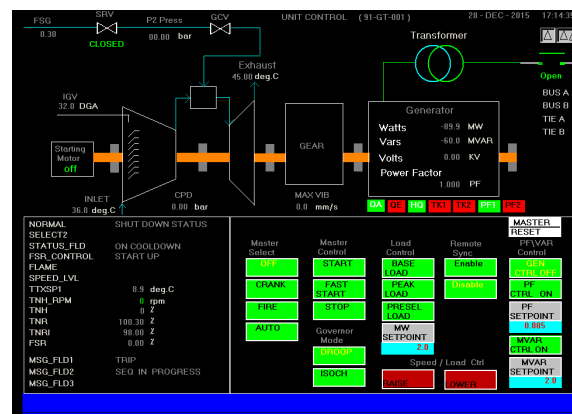 FSG SRV P2 Press GCV UNIT CONTROL (91-GT-001) 28-DEC-2015 17:14:35
0.30 CLOSED 00.00 bar
Transformer
Exhaust
45.00 deg.C
Open
BUS A
BUS B
TIE A
TIE B
IGV
32.0 DGA
Generator
Watts -89.9 MW
Vars -60.0 MVAR
Volts 0.00 KV
Power Factor
1.000 PF
Starting
Motor
off
GEAR
INLET
36.0 deg.C
CPD
0.00 bar
MAX VIB
0.0 mm/s
QA QE HQ TK1 TK2 PF1 PF2
NORMAL SHUT DOWN STATUS
SELECT2
STATUS_FLD ON COOLDOWN
FSR_CONTROL START UP
FLAME
SPEED_LVL
TTXSP1 8.9 deg.C
TNH_RPM 0 rpm
TNH 0 %
TNR 100.30 %
TNRI 98.00 %
FSR 0.00 %
MSG_FLD1 TRIP
MSG_FLD2 SEQ IN PROGRESS
MSG_FLD3
MASTER
RESET
Master
Select
OFF
CRANK
FIRE
AUTO
Master
Control
START
FAST
START
STOP
Governor
Mode
DROOP
ISOCH
Load
Control
BASE
LOAD
PEAK
LOAD
PRESEL
LOAD
MW
SETPOINT
2.0
Remote
Sync
Enable
Disable
Speed / Load Ctrl
RAISE LOWER
PF\VAR
Control
GEN
CTRL OFF
PF
CTRL ON
PF
SETPOINT
0.885
MVAR
CTRL ON
MVAR
SETPOINT
2.0